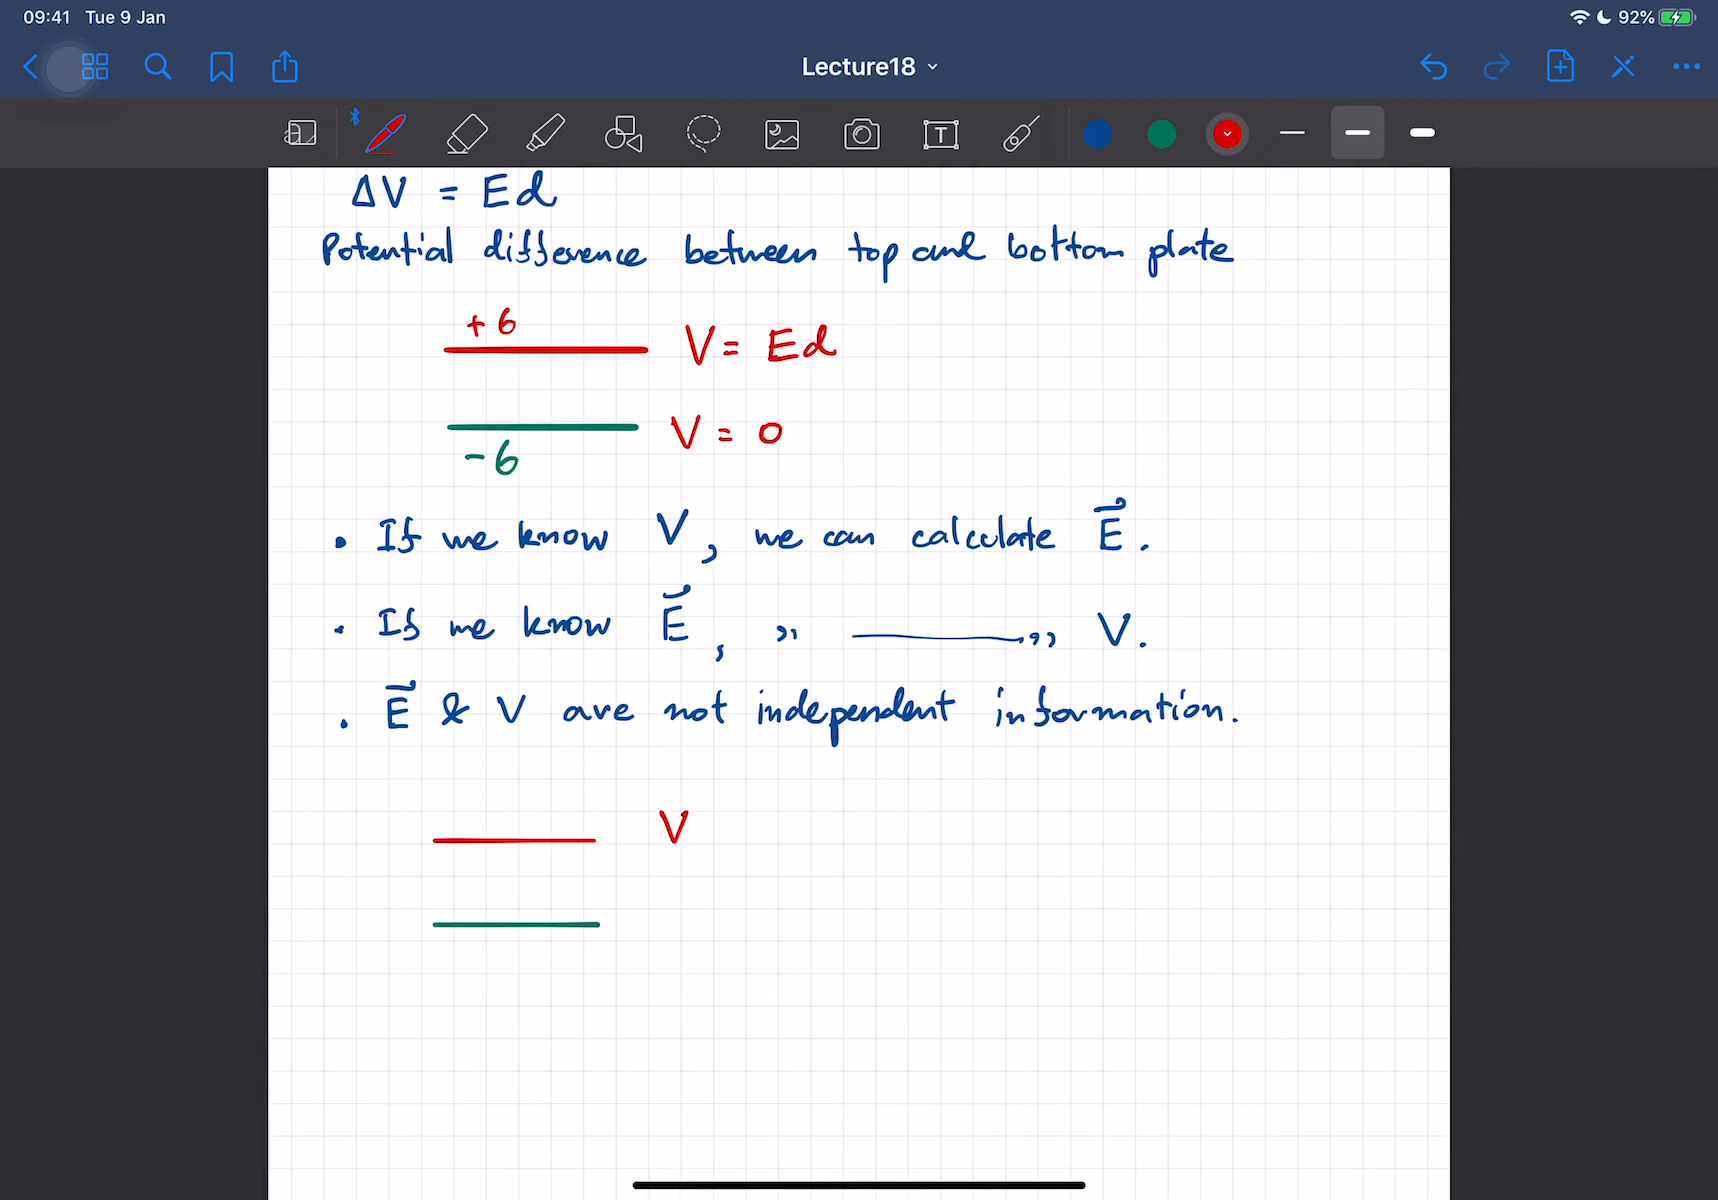 09:41 Tue 9 Jan 92%
Lecture18
T
ΔV = Ed
Potential difference between top and bottom plate
+6
V = Ed
V = 0
-6
• If we know V, we can calculate E⃗.
• If we know E⃗, ,, ——,, V.
• E⃗ & V are not independent information.
V